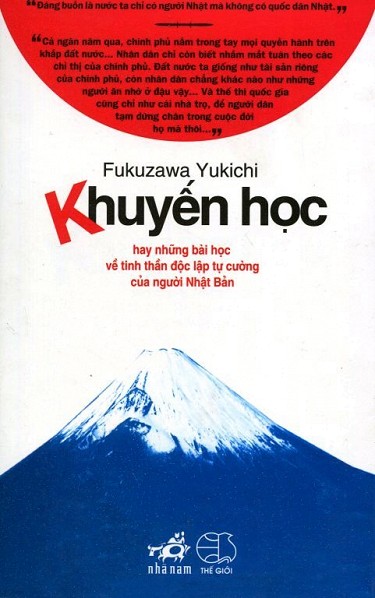 “Đáng buồn là nước ta chỉ có người Nhật mà không có quốc dân Nhật.„
“Cả ngàn năm qua, chính phủ nắm trong tay mọi quyền hành trên
khắp đất nước... Nhân dân chỉ còn biết nhắm mắt tuân theo các
chỉ thị của chính phủ. Đất nước ta giống như tài sản riêng
của chính phủ, còn nhân dân chẳng khác nào như những
người ăn nhờ ở đậu vậy... Và thế thì quốc gia
cũng chỉ như cái nhà trọ, để người dân
tạm dừng chân trong cuộc đời
họ mà thôi...„
Fukuzawa Yukichi
Khuyến học
hay những bài học
về tinh thần độc lập tự cường
của người Nhật Bản
nhã nam
THẾ GIỚI